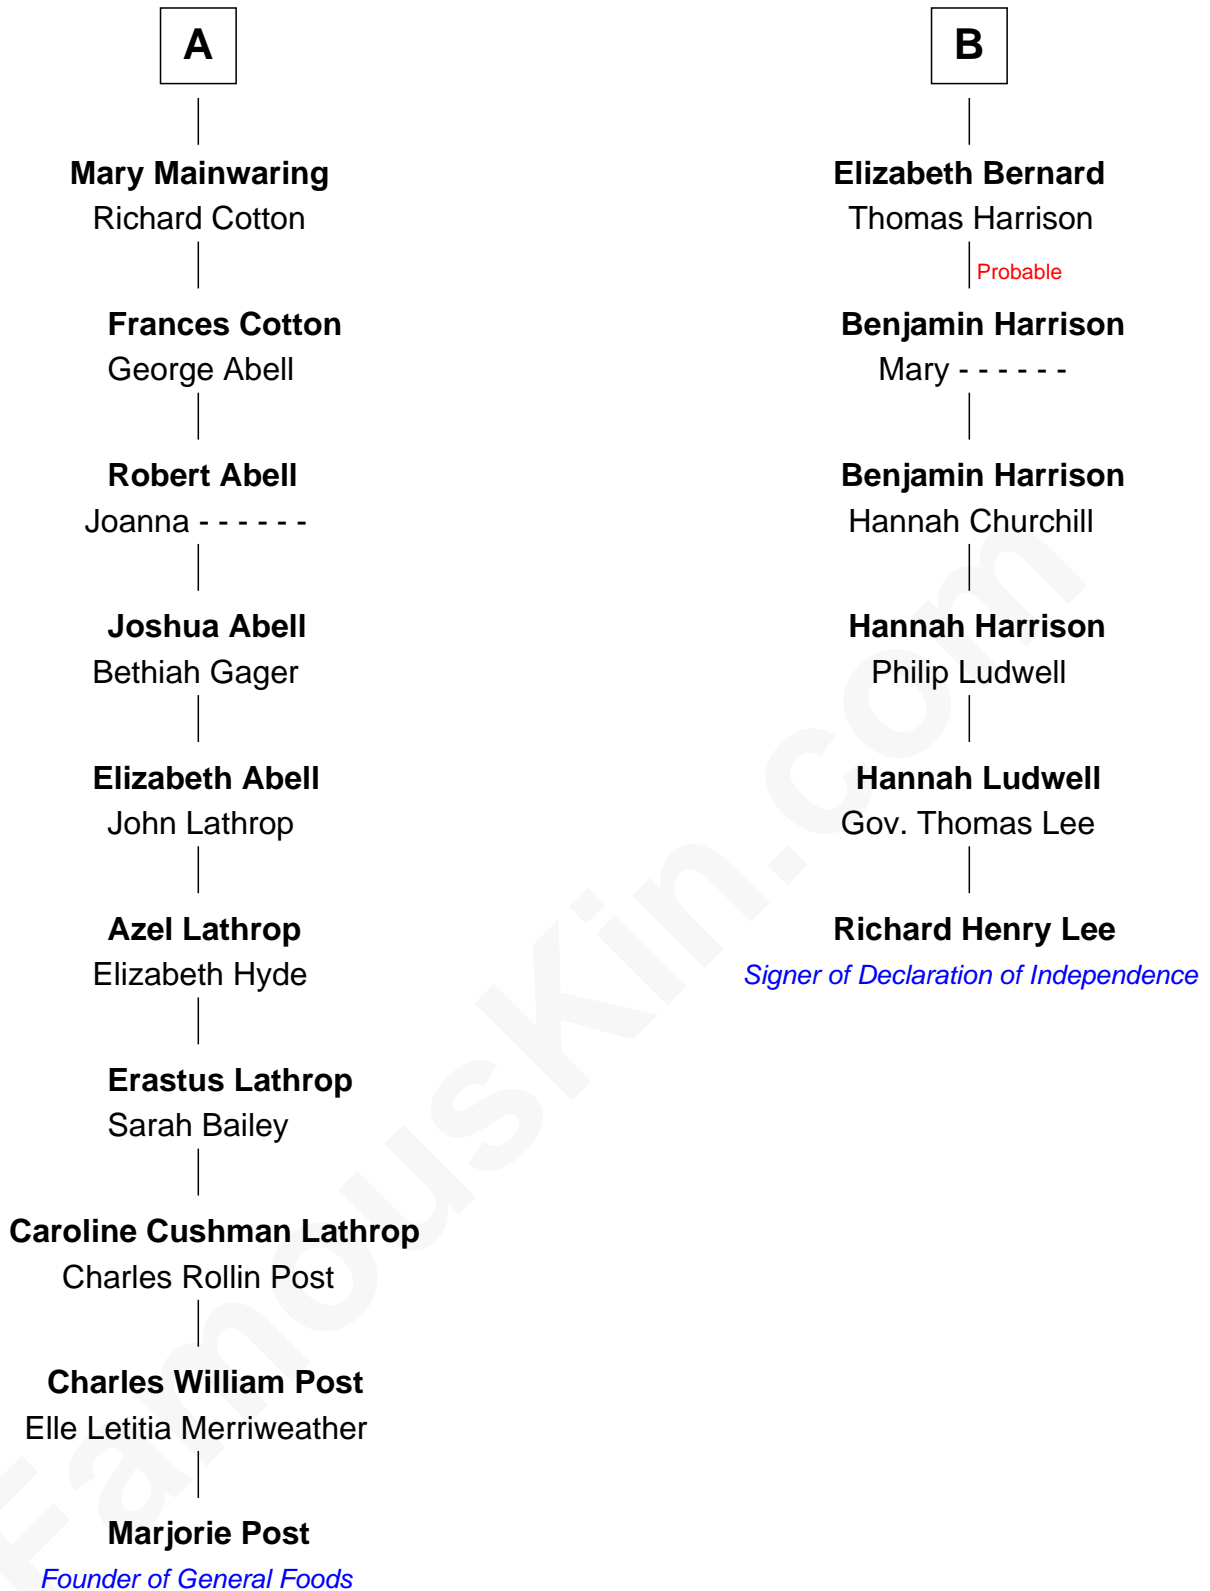 A
Mary Mainwaring
Richard Cotton
Frances Cotton
George Abell
Robert Abell
Joanna - - - - - -
Joshua Abell
Bethiah Gager
Elizabeth Abell
John Lathrop
Azel Lathrop
Elizabeth Hyde
Erastus Lathrop
Sarah Bailey
Caroline Cushman Lathrop
Charles Rollin Post
Charles William Post
Elle Letitia Merriweather
Marjorie Post
Founder of General Foods
B
Elizabeth Bernard
Thomas Harrison
Probable
Benjamin Harrison
Mary - - - - - -
Benjamin Harrison
Hannah Churchill
Hannah Harrison
Philip Ludwell
Hannah Ludwell
Gov. Thomas Lee
Richard Henry Lee
Signer of Declaration of Independence
FamousKin.com